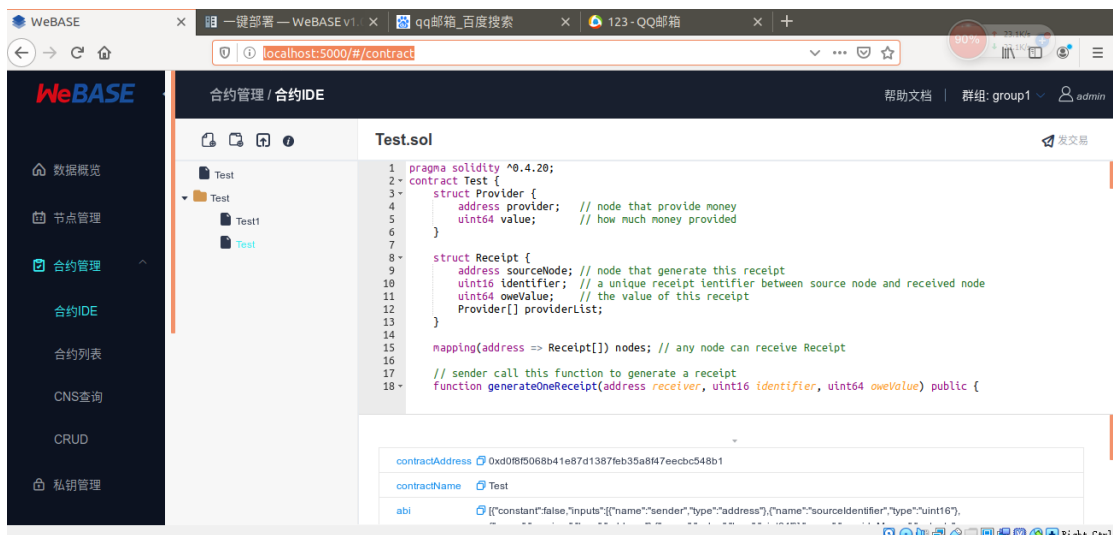 WeBASE × 一键部署 — WeBASE v1. × qq邮箱_百度搜索 × 123 - QQ邮箱 × +
localhost:5000/#/contract
90%
WeBASE 合约管理 / 合约IDE 帮助文档 群组: group1 admin
Test.sol 发交易
数据概览
节点管理
合约管理
合约IDE
合约列表
CNS查询
CRUD
私钥管理
Test
Test
Test1
Test
1 pragma solidity ^0.4.20;
2 contract Test {
3 struct Provider {
4 address provider; // node that provide money
5 uint64 value; // how much money provided
6 }
7
8 struct Receipt {
9 address sourceNode; // node that generate this receipt
10 uint16 identifier; // a unique receipt ientifier between source node and received node
11 uint64 oweValue; // the value of this receipt
12 Provider[] providerList;
13 }
14
15 mapping(address => Receipt[]) nodes; // any node can receive Receipt
16
17 // sender call this function to generate a receipt
18 function generateOneReceipt(address receiver, uint16 identifier, uint64 oweValue) public {
contractAddress 0xd0f8f5068b41e87d1387feb35a8f47eecbc548b1
contractName Test
abi [{"constant":false,"inputs":[{"name":"sender","type":"address"},{"name":"sourceIdentifier","type":"uint16"},
Right Ctrl